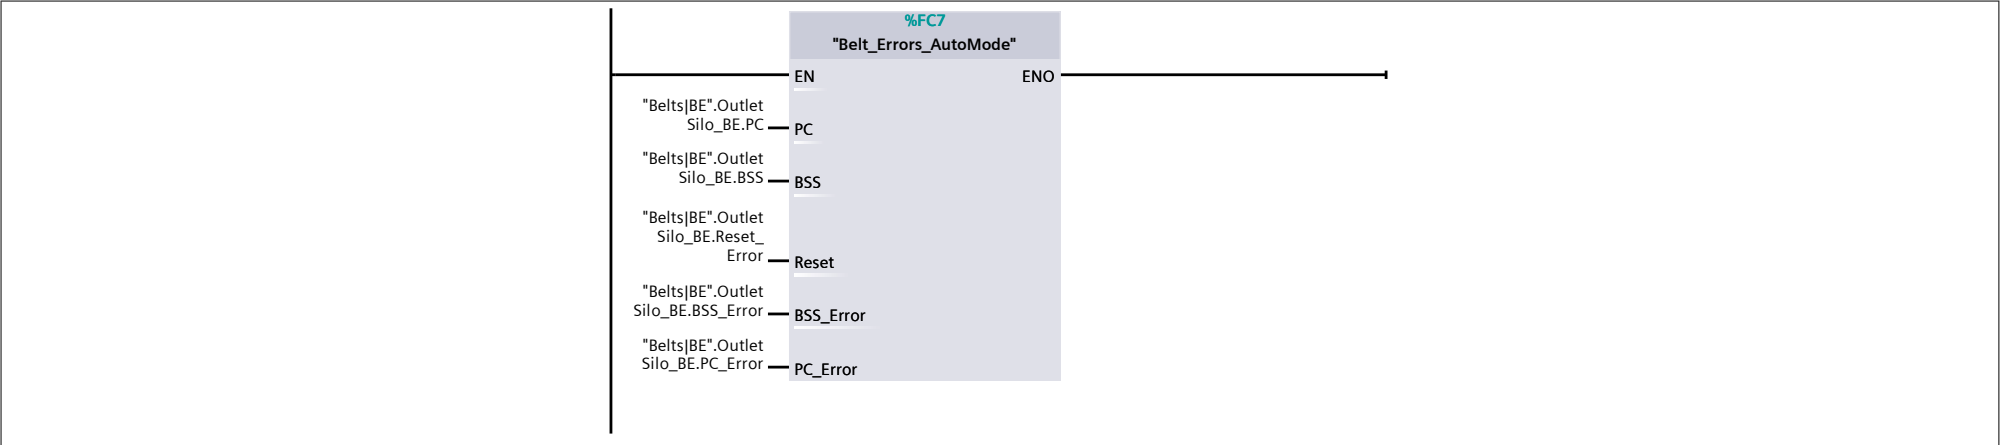 %FC7
"Belt_Errors_AutoMode"
EN
ENO
"Belts|BE".Outlet
Silo_BE.PC
PC
"Belts|BE".Outlet
Silo_BE.BSS
BSS
"Belts|BE".Outlet
Silo_BE.Reset_
Error
Reset
"Belts|BE".Outlet
Silo_BE.BSS_Error
BSS_Error
"Belts|BE".Outlet
Silo_BE.PC_Error
PC_Error